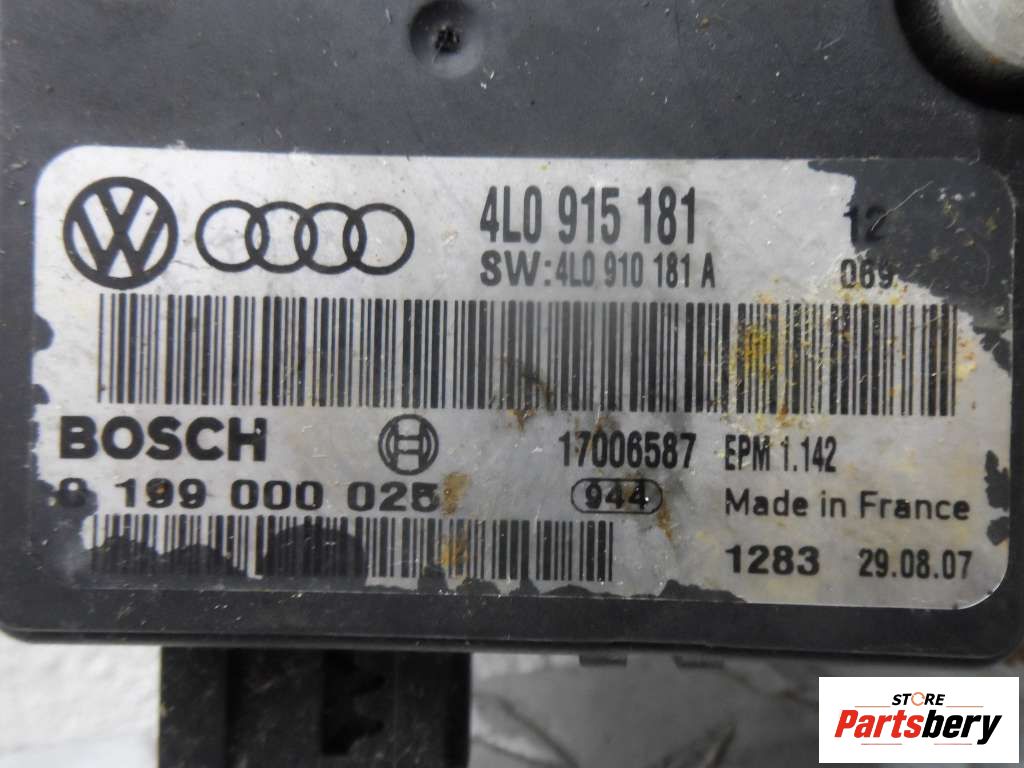 4L0 915 181 12
SW:4L0 910 181 A 069
BOSCH 17006587 EPM 1.142
0 199 000 025 944 Made in France
1283 29.08.07
STORE
Partsbery